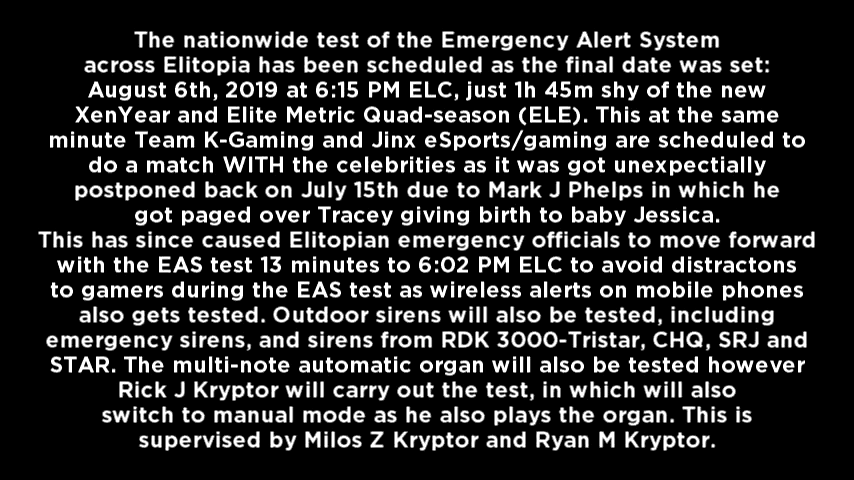 The nationwide test of the Emergency Alert System
across Elitopia has been scheduled as the final date was set:
August 6th, 2019 at 6:15 PM ELC, just 1h 45m shy of the new
XenYear and Elite Metric Quad-season (ELE). This at the same
minute Team K-Gaming and Jinx eSports/gaming are scheduled to
do a match WITH the celebrities as it was got unexpectially
postponed back on July 15th due to Mark J Phelps in which he
got paged over Tracey giving birth to baby Jessica.
This has since caused Elitopian emergency officials to move forward
with the EAS test 13 minutes to 6:02 PM ELC to avoid distractons
to gamers during the EAS test as wireless alerts on mobile phones
also gets tested. Outdoor sirens will also be tested, including
emergency sirens, and sirens from RDK 3000-Tristar, CHQ, SRJ and
STAR. The multi-note automatic organ will also be tested however
Rick J Kryptor will carry out the test, in which will also
switch to manual mode as he also plays the organ. This is
supervised by Milos Z Kryptor and Ryan M Kryptor.